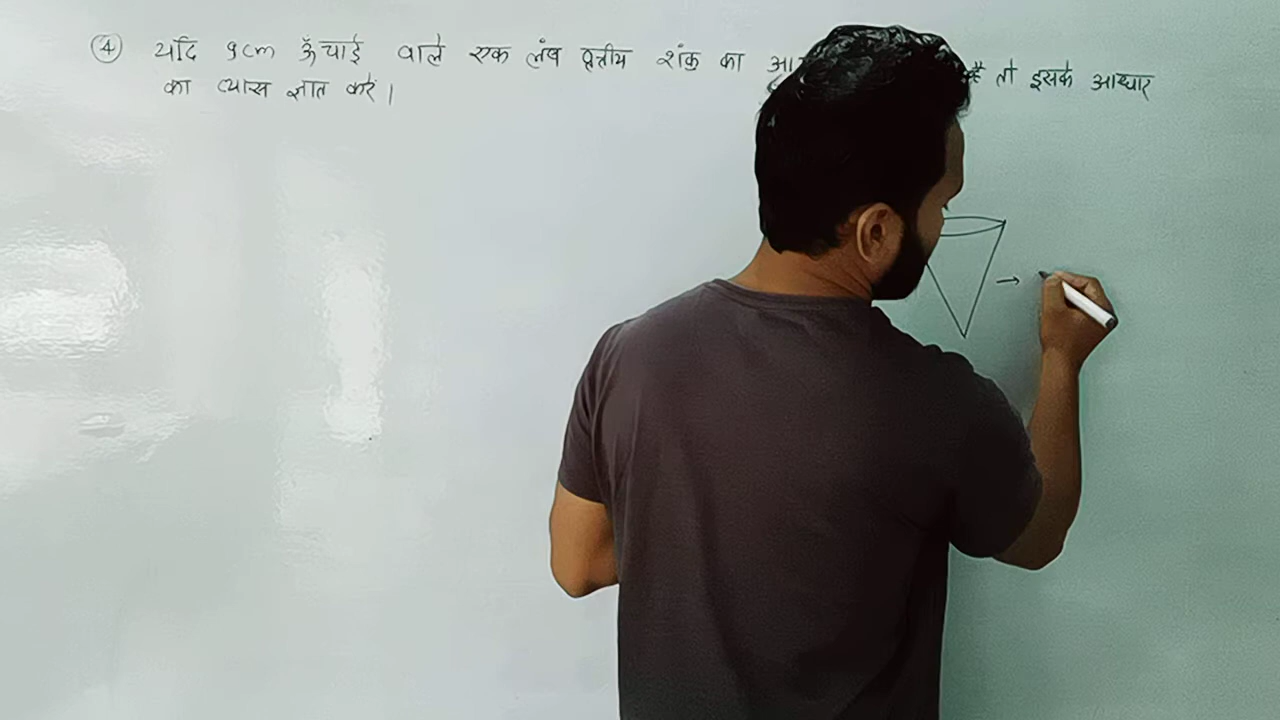 ④ यदि 9cm ऊँचाई वाले एक लंब वृत्तीय शंकु का है तो इसके आधार
का व्यास ज्ञात करें।